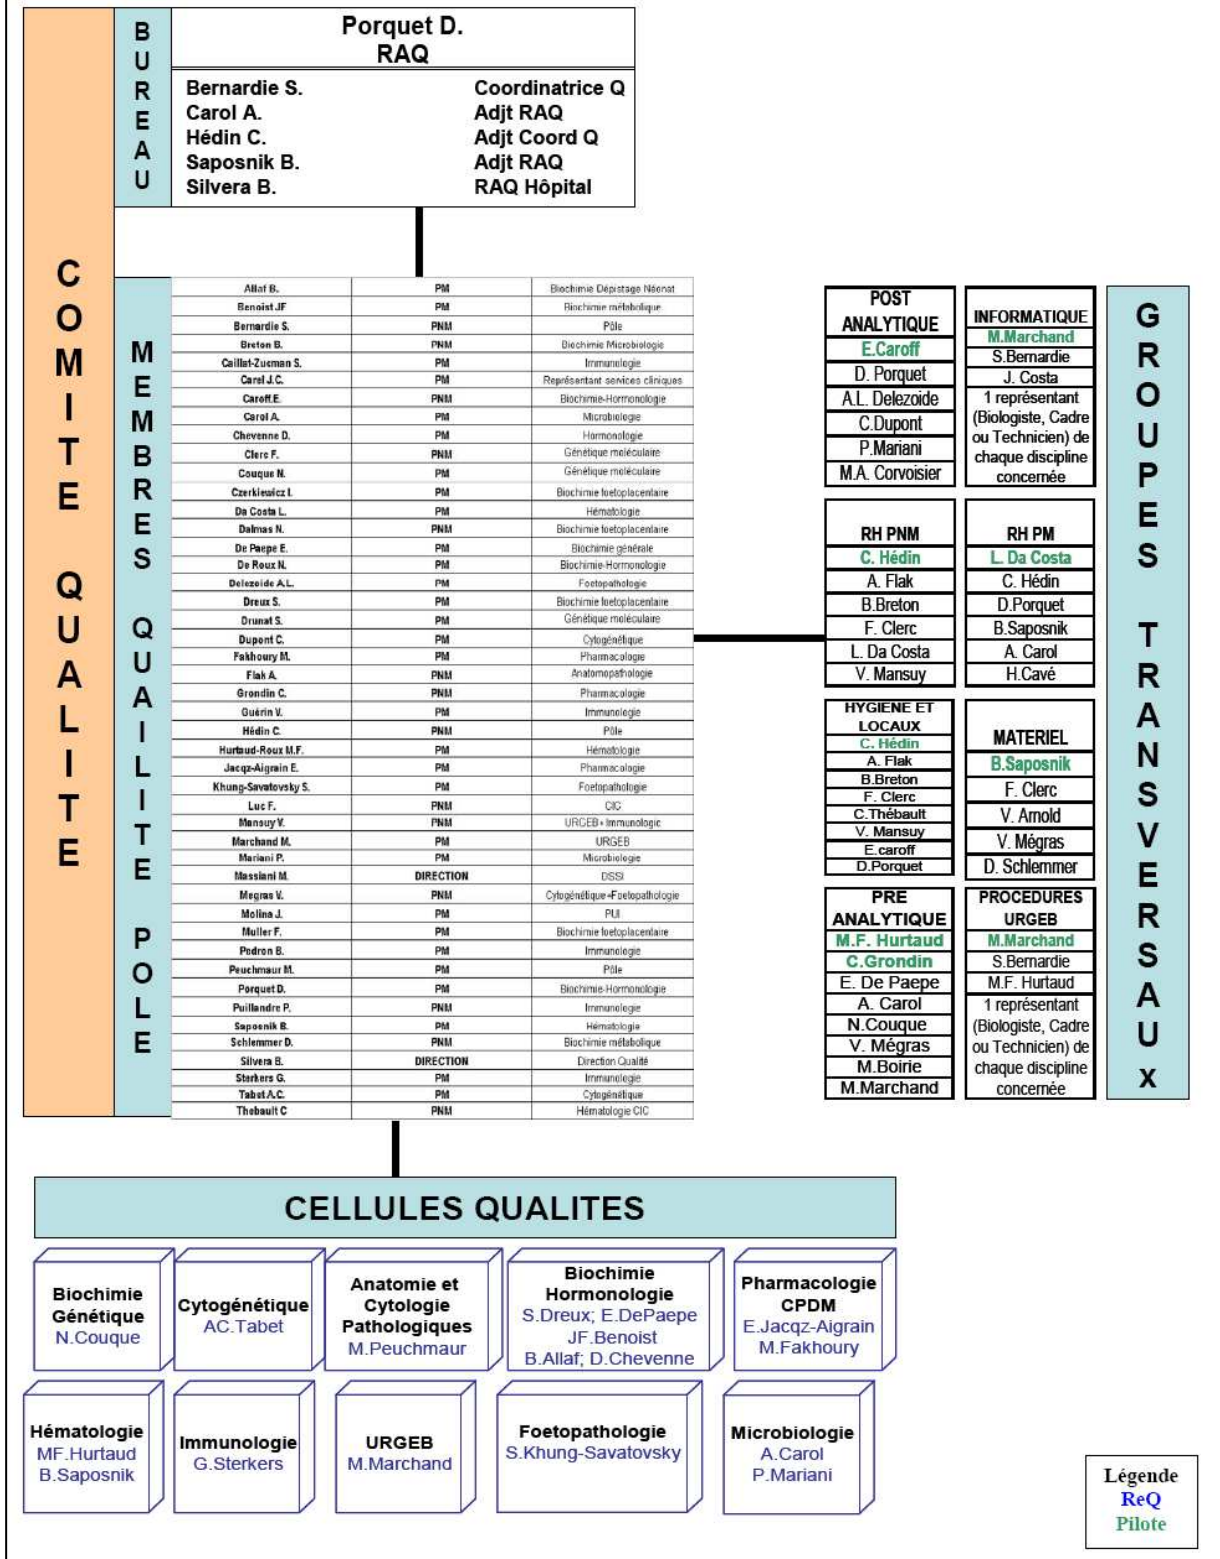 COMITE QUALITE
BUREAU
Porquet D.
RAQ
Bernardie S. Coordinatrice Q
Carol A. Adjt RAQ
Hédin C. Adjt Coord Q
Saposnik B. Adjt RAQ
Silvera B. RAQ Hôpital
MEMBRES QUAILITE POLE
Allaf B. PM Biochimie Dépistage Néonat
Benoist JF PM Biochimie métabolique
Bernardie S. PNM Pôle
Breton B. PNM Biochimie Microbiologie
Caillat-Zucman S. PM Immunologie
Carel J.C. PM Représentant services cliniques
Caroff.E. PNM Biochimie-Hormonologie
Carol A. PM Microbiologie
Chevenne D. PM Hormonologie
Clerc F. PNM Génétique moléculaire
Couque N. PM Génétique moléculaire
Czerkiewicz I. PM Biochimie foetoplacentaire
Da Costa L. PM Hématologie
Dalmas N. PNM Biochimie foetoplacentaire
De Paepe E. PM Biochimie générale
De Roux N. PM Biochimie-Hormonologie
Delezoide A.L. PM Foetopathologie
Dreux S. PM Biochimie foetoplacentaire
Drunat S. PM Génétique moléculaire
Dupont C. PM Cytogénétique
Fakhoury M. PM Pharmacologie
Flak A. PNM Anatomopathologie
Grondin C. PNM Pharmacologie
Guérin V. PM Immunologie
Hédin C. PNM Pôle
Hurtaud-Roux M.F. PM Hématologie
Jacqz-Aigrain E. PM Pharmacologie
Khung-Savatovsky S. PM Foetopathologie
Luc F. PNM CIC
Mansuy V. PNM URGEB+Immunologie
Marchand M. PM URGEB
Mariani P. PM Microbiologie
Massiani M. DIRECTION DSSI
Megras V. PNM Cytogénétique+Foetopathologie
Molina J. PM PUI
Muller F. PM Biochimie foetoplacentaire
Pedron B. PM Immunologie
Peuchmaur M. PM Pôle
Porquet D. PM Biochimie-Hormonologie
Puillandre P. PNM Immunologie
Saposnik B. PM Hématologie
Schlemmer D. PNM Biochimie métabolique
Silvera B. DIRECTION Direction Qualité
Sterkers G. PM Immunologie
Tabet A.C. PM Cytogénétique
Thebault C PNM Hématologie CIC
GROUPES TRANSVERSAUx
POST
ANALYTIQUE
E.Caroff
D. Porquet
A.L. Delezoide
C.Dupont
P.Mariani
M.A. Corvoisier
INFORMATIQUE
M.Marchand
S.Bernardie
J. Costa
1 représentant
(Biologiste, Cadre
ou Technicien) de
chaque discipline
concernée
RH PNM
C. Hédin
A. Flak
B.Breton
F. Clerc
L. Da Costa
V. Mansuy
RH PM
L. Da Costa
C. Hédin
D.Porquet
B.Saposnik
A. Carol
H.Cavé
HYGIENE ET
LOCAUX
C. Hédin
A. Flak
B.Breton
F. Clerc
C.Thébault
V. Mansuy
E.caroff
D.Porquet
MATERIEL
B.Saposnik
F. Clerc
V. Arnold
V. Mégras
D. Schlemmer
PRE
ANALYTIQUE
M.F. Hurtaud
C.Grondin
E. De Paepe
A. Carol
N.Couque
V. Mégras
M.Boirie
M.Marchand
PROCEDURES
URGEB
M.Marchand
S.Bernardie
M.F. Hurtaud
1 représentant
(Biologiste, Cadre
ou Technicien) de
chaque discipline
concernée
CELLULES QUALITES
Biochimie
Génétique
N.Couque
Cytogénétique
AC.Tabet
Anatomie et
Cytologie
Pathologiques
M.Peuchmaur
Biochimie
Hormonologie
S.Dreux; E.DePaepe
JF.Benoist
B.Allaf; D.Chevenne
Pharmacologie
CPDM
E.Jacqz-Aigrain
M.Fakhoury
Hématologie
MF.Hurtaud
B.Saposnik
Immunologie
G.Sterkers
URGEB
M.Marchand
Foetopathologie
S.Khung-Savatovsky
Microbiologie
A.Carol
P.Mariani
Légende
ReQ
Pilote